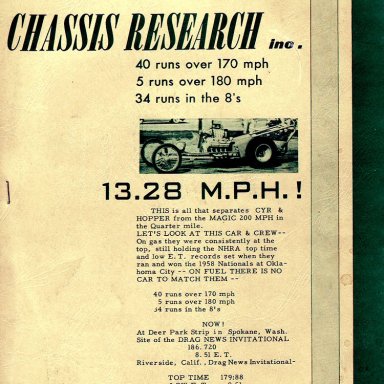 CHASSIS RESEARCH inc.
40 runs over 170 mph
5 runs over 180 mph
34 runs in the 8's
13.28 M.P.H.!
THIS is all that separates CYR &
HOPPER from the MAGIC 200 MPH in
the Quarter mile.
LET'S LOOK AT THIS CAR & CREW--
On gas they were consistently at the
top, still holding the NHRA top time
and low E.T. records set when they
ran and won the 1958 Nationals at Okla-
homa City -- ON FUEL THERE IS NO
CAR TO MATCH THEM --
40 runs over 170 mph
5 runs over 180 mph
34 runs in the 8's
NOW!
At Deer Park Strip in Spokane, Wash.
Site of the DRAG NEWS INVITATIONAL
186.720
8.51 E.T.
Riverside, Calif., Drag News Invitational-
TOP TIME 179:88